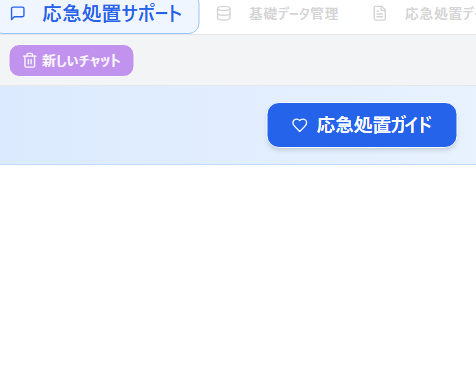 応急処置サポート 基礎データ管理 応急処置デ
新しいチャット
応急処置ガイド